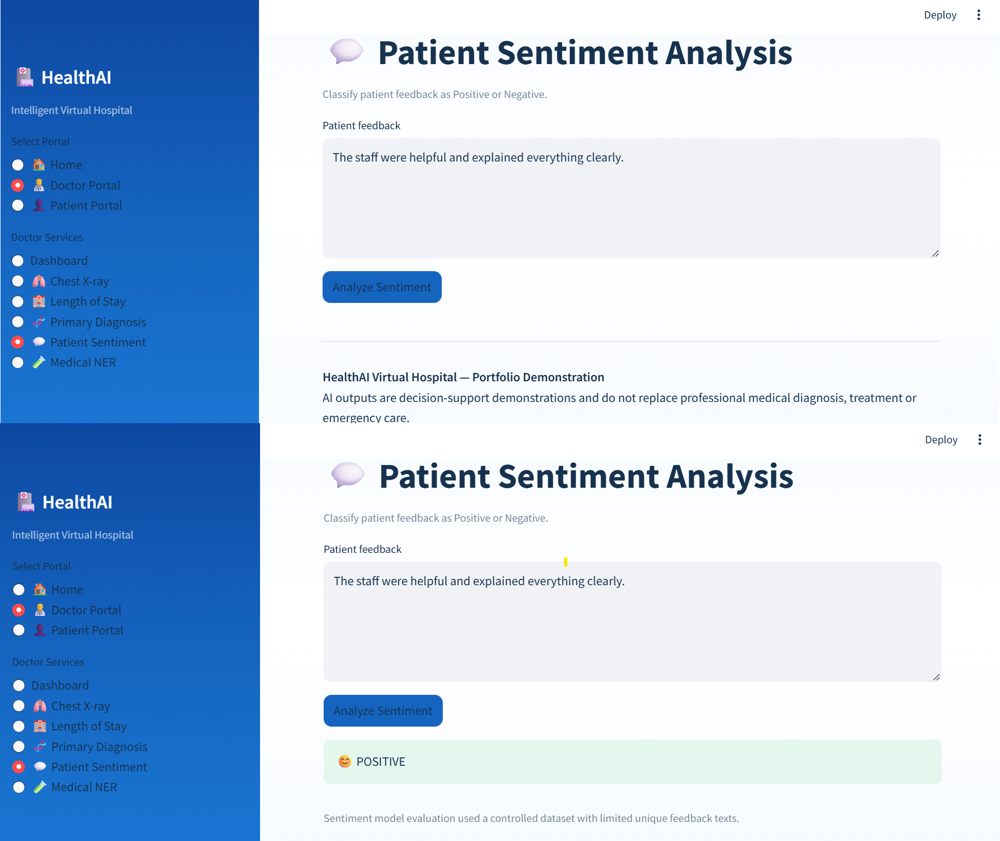 Deploy
Patient Sentiment Analysis
HealthAI
Classify patient feedback as Positive or Negative.
Intelligent Virtual Hospital
Patient feedback
Select Portal
The staff were helpful and explained everything clearly.
Home
Doctor Portal
Patient Portal
Doctor Services
Dashboard
Chest X-ray
Analyze Sentiment
Length of Stay
Primary Diagnosis
Patient Sentiment
Medical NER
HealthAI Virtual Hospital — Portfolio Demonstration
AI outputs are decision-support demonstrations and do not replace professional medical diagnosis, treatment or
emergency care.
Deploy
Patient Sentiment Analysis
HealthAI
Classify patient feedback as Positive or Negative.
Intelligent Virtual Hospital
Patient feedback
Select Portal
The staff were helpful and explained everything clearly.
Home
Doctor Portal
Patient Portal
Doctor Services
Dashboard
Chest X-ray
Analyze Sentiment
Length of Stay
Primary Diagnosis
Patient Sentiment
POSITIVE
Medical NER
Sentiment model evaluation used a controlled dataset with limited unique feedback texts.